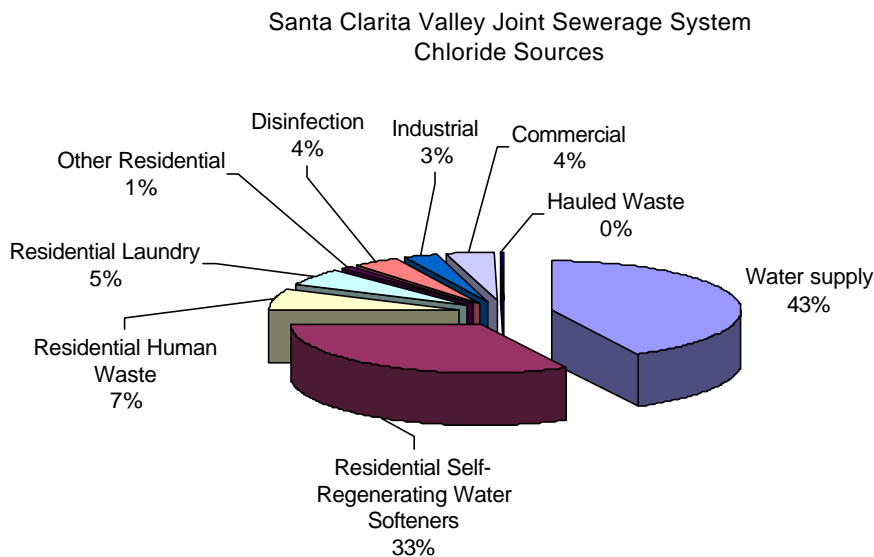 Santa Clarita Valley Joint Sewerage System
Chloride Sources
Disinfection
4%
Industrial
3%
Commercial
4%
Other Residential
1%
Hauled Waste
0%
Residential Laundry
5%
Water supply
43%
Residential Human
Waste
7%
Residential Self-
Regenerating Water
Softeners
33%